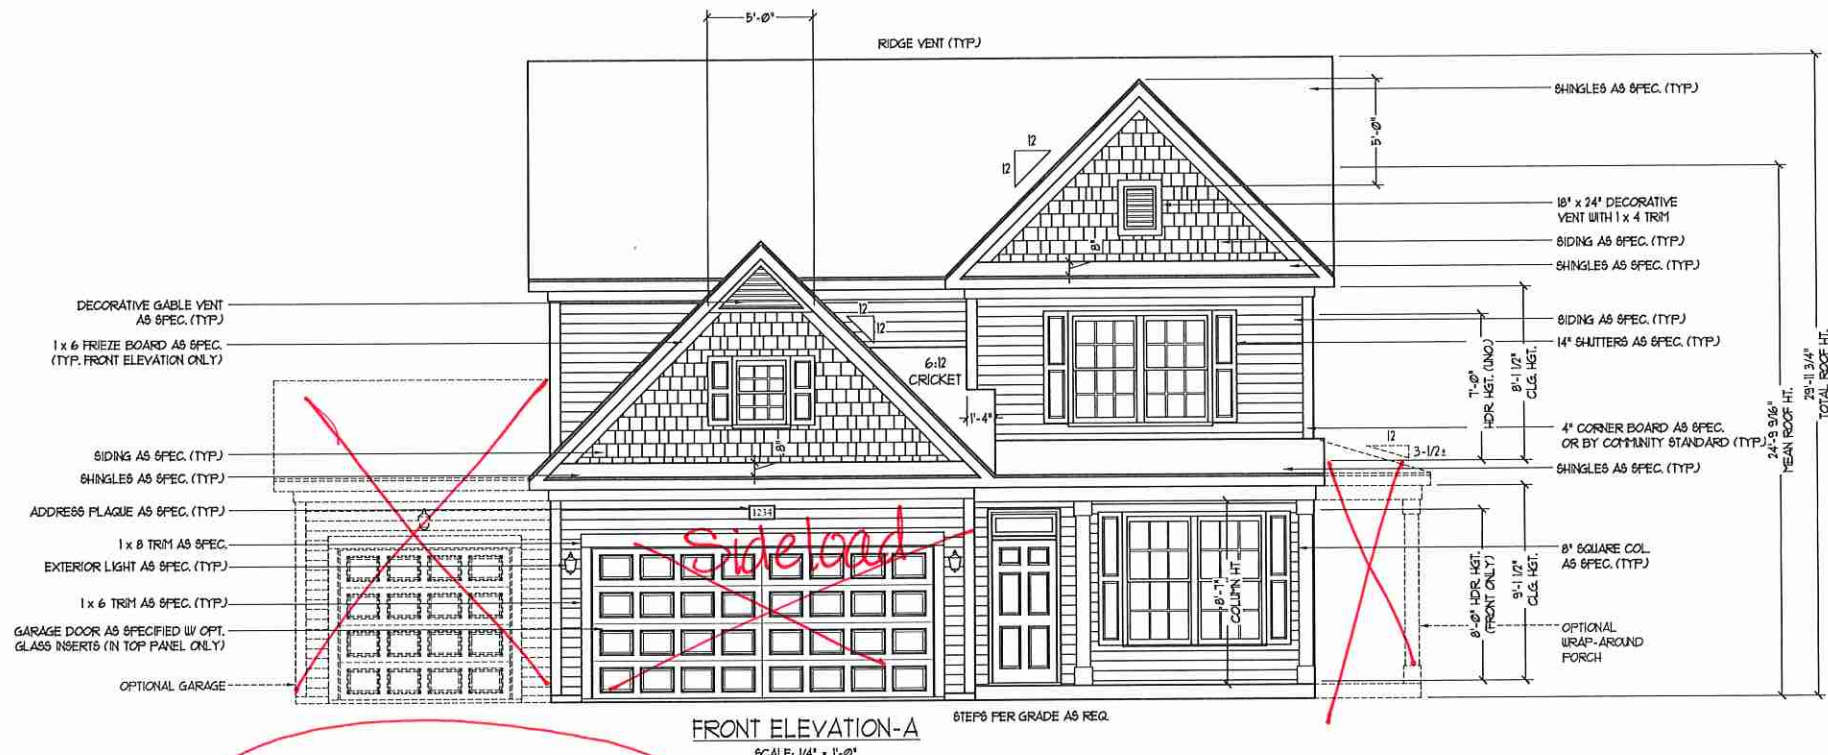 5'-0"
RIDGE VENT (TYP.)
SHINGLES AS SPEC. (TYP.)
5'-0"
12
12
18" x 24" DECORATIVE
VENT WITH 1 x 4 TRIM
SIDING AS SPEC. (TYP.)
8"
SHINGLES AS SPEC. (TYP.)
DECORATIVE GABLE VENT
AS SPEC. (TYP.)
1 x 6 FRIEZE BOARD AS SPEC.
(TYP. FRONT ELEVATION ONLY)
12
12
6:12
CRICKET
1'-4"
SIDING AS SPEC. (TYP.)
14" SHUTTERS AS SPEC. (TYP.)
7'-0"
HDR. HGT. (UNO.)
8'-1 1/2"
CLG. HGT.
24'-9 9/16"
MEAN ROOF HT.
29'-11 3/4"
TOTAL ROOF HT.
4" CORNER BOARD AS SPEC.
OR BY COMMUNITY STANDARD (TYP.)
12
3-1/2±
SHINGLES AS SPEC. (TYP.)
SIDING AS SPEC. (TYP.)
8"
SHINGLES AS SPEC. (TYP.)
ADDRESS PLAQUE AS SPEC. (TYP.)
1234
Sideload
1 x 8 TRIM AS SPEC.
EXTERIOR LIGHT AS SPEC. (TYP.)
1 x 6 TRIM AS SPEC. (TYP.)
GARAGE DOOR AS SPECIFIED W/ OPT.
GLASS INSERTS (IN TOP PANEL ONLY)
OPTIONAL GARAGE
8'-7"
COLUMN HT.
8'-0" HDR. HGT.
(FRONT ONLY)
9'-1 1/2"
CLG. HGT.
8" SQUARE COL.
AS SPEC. (TYP.)
OPTIONAL
WRAP-AROUND
PORCH
FRONT ELEVATION-A
STEPS PER GRADE AS REQ.
SCALE: 1/4" = 1'-0"